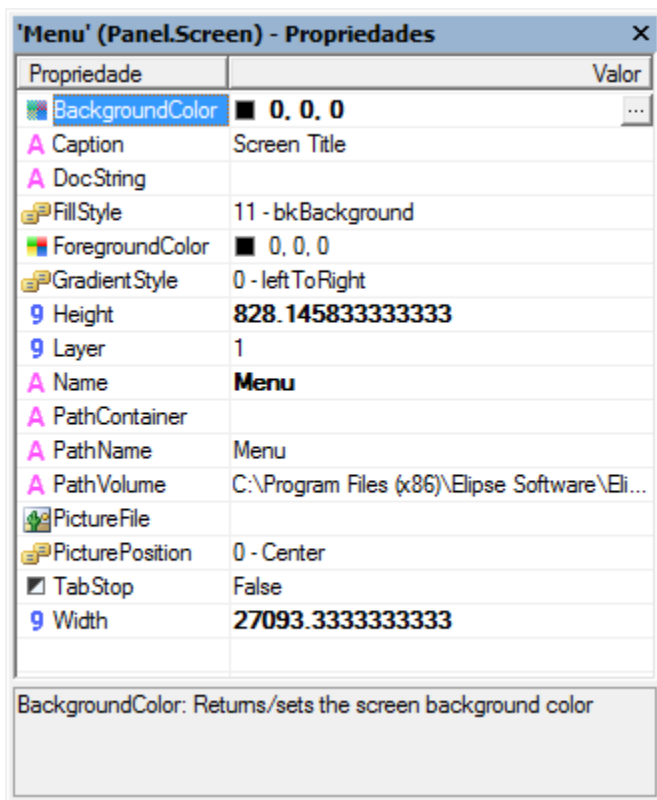 'Menu' (Panel.Screen) - Propriedades
Propriedade Valor
BackgroundColor 0, 0, 0 ...
Caption Screen Title
DocString
FillStyle 11 - bkBackground
ForegroundColor 0, 0, 0
GradientStyle 0 - leftToRight
Height 828.145833333333
Layer 1
Name Menu
PathContainer
PathName Menu
PathVolume C:\Program Files (x86)\Elipse Software\Eli...
PictureFile
PicturePosition 0 - Center
TabStop False
Width 27093.3333333333
BackgroundColor: Returns/sets the screen background color